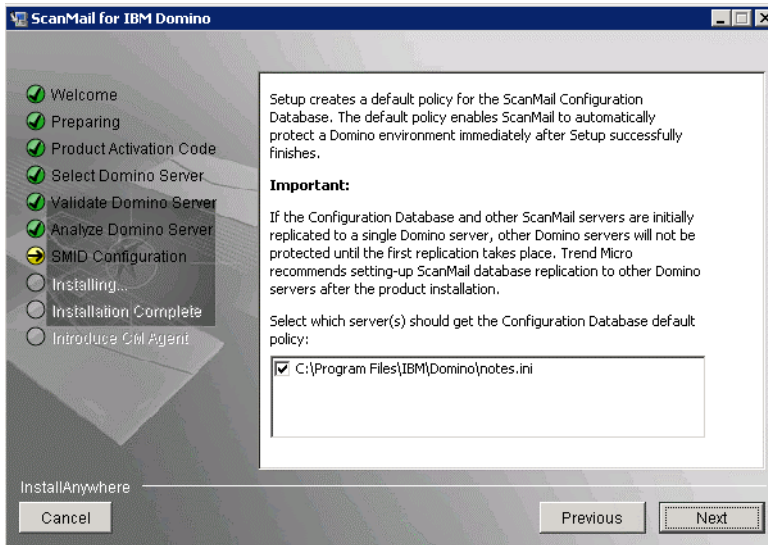 ScanMail for IBM Domino
Welcome
Preparing
Product Activation Code
Select Domino Server
Validate Domino Server
Analyze Domino Server
SMID Configuration
Installing...
Installation Complete
Introduce CM Agent
Setup creates a default policy for the ScanMail Configuration
Database. The default policy enables ScanMail to automatically
protect a Domino environment immediately after Setup successfully
finishes.
Important:
If the Configuration Database and other ScanMail servers are initially
replicated to a single Domino server, other Domino servers will not be
protected until the first replication takes place. Trend Micro
recommends setting-up ScanMail database replication to other Domino
servers after the product installation.
Select which server(s) should get the Configuration Database default
policy:
C:\Program Files\IBM\Domino\notes.ini
InstallAnywhere
Cancel
Previous
Next